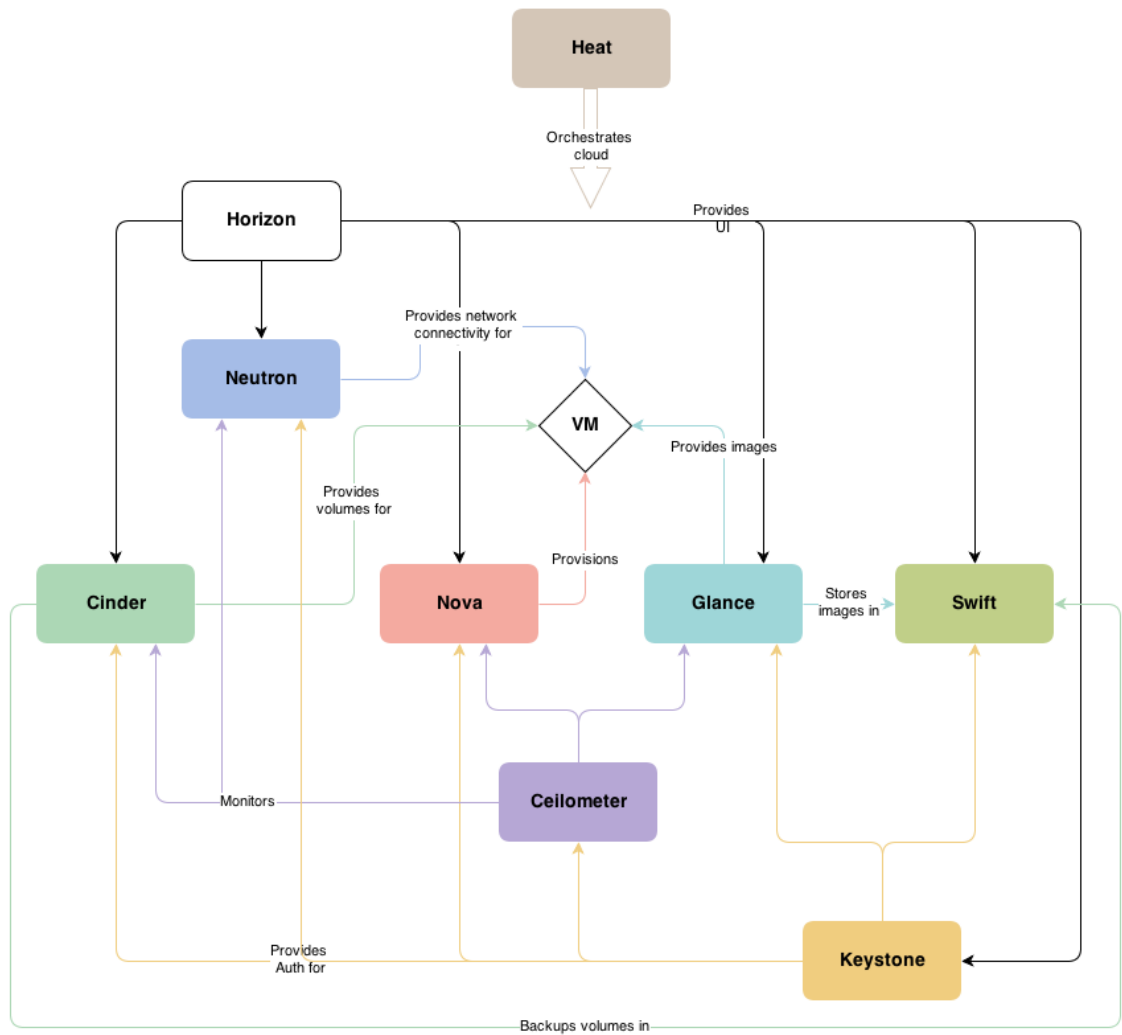 Heat
Orchestrates
cloud
Horizon
Provides
UI
Provides network
connectivity for
Neutron
VM
Provides images
Provides
volumes for
Provisions
Cinder
Nova
Glance
Stores
images in
Swift
Monitors
Ceilometer
Provides
Auth for
Keystone
Backups volumes in